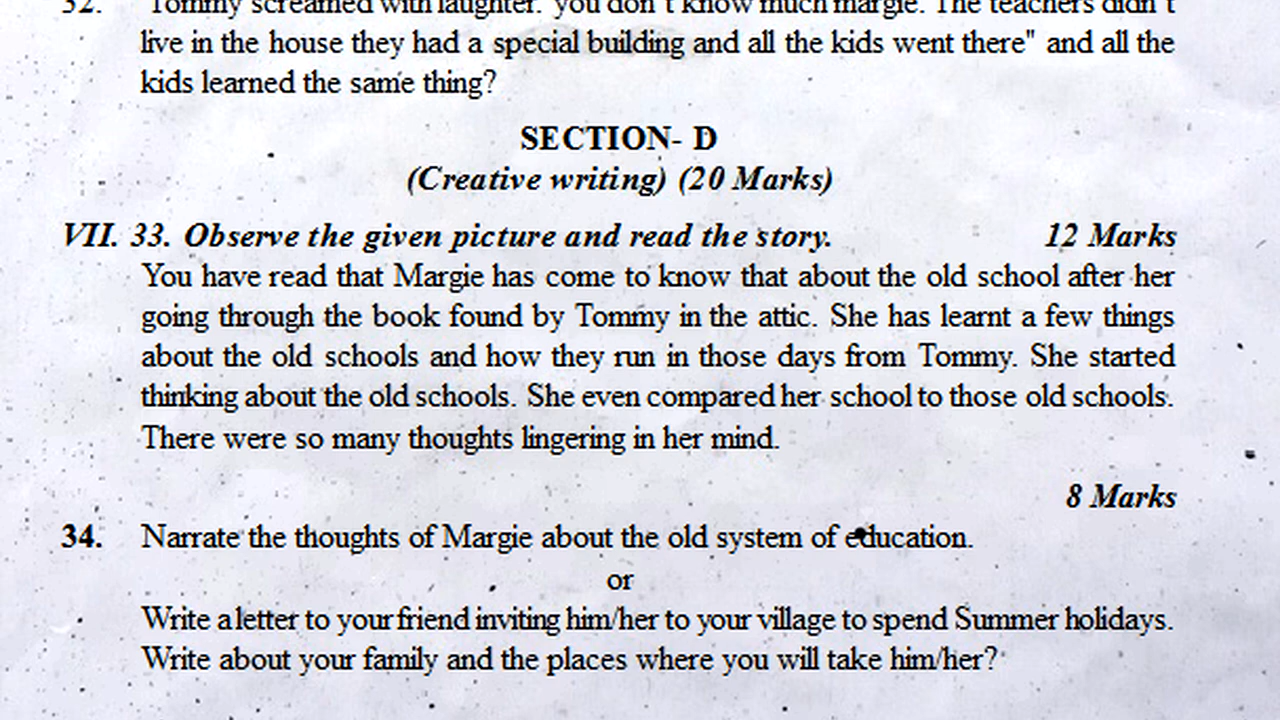 32. "Tommy screamed with laughter. you don't know much margie. The teachers didn't
live in the house they had a special building and all the kids went there" and all the
kids learned the same thing?
SECTION- D
(Creative writing) (20 Marks)
VII. 33. Observe the given picture and read the story. 12 Marks
You have read that Margie has come to know that about the old school after her
going through the book found by Tommy in the attic. She has learnt a few things
about the old schools and how they run in those days from Tommy. She started
thinking about the old schools. She even compared her school to those old schools.
There were so many thoughts lingering in her mind.
8 Marks
34. Narrate the thoughts of Margie about the old system of education.
or
Write a letter to your friend inviting him/her to your village to spend Summer holidays.
Write about your family and the places where you will take him/her?